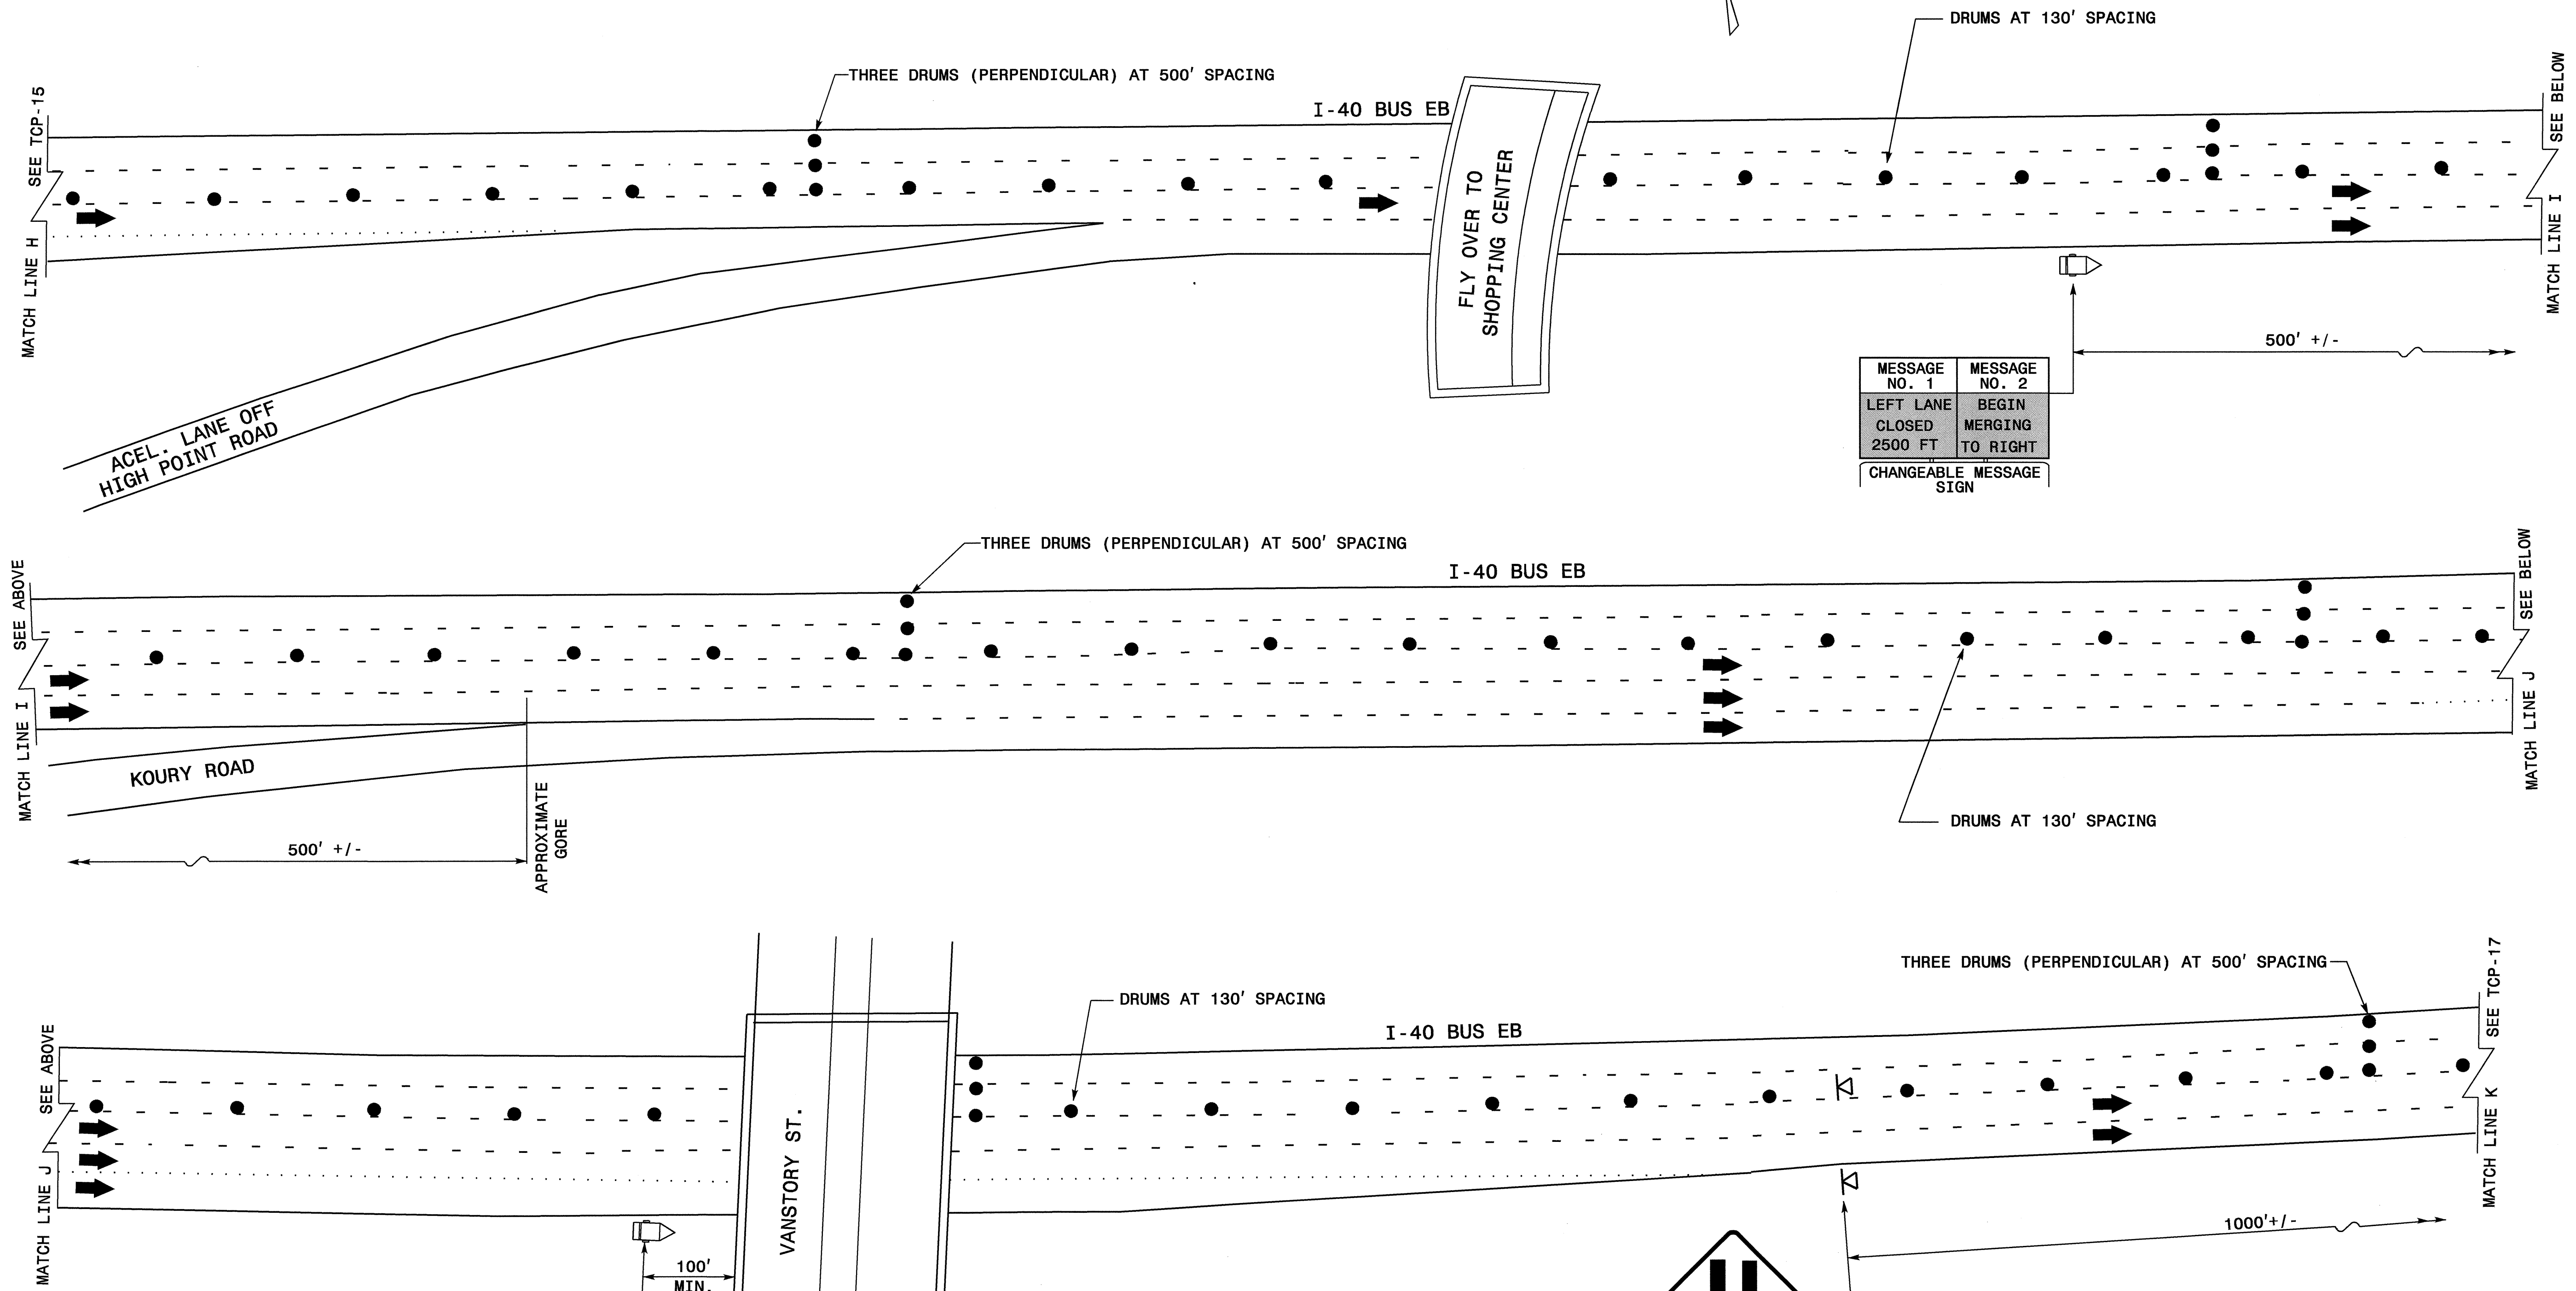 DRUMS AT 130' SPACING
THREE DRUMS (PERPENDICULAR) AT 500' SPACING
I-40 BUS EB
SEE TCP-15
MATCH LINE H
FLY OVER TO
SHOPPING CENTER
SEE BELOW
MATCH LINE I
500' +/-
MESSAGE
NO. 1
MESSAGE
NO. 2
LEFT LANE
CLOSED
2500 FT
BEGIN
MERGING
TO RIGHT
CHANGEABLE MESSAGE
SIGN
ACEL. LANE OFF
HIGH POINT ROAD
THREE DRUMS (PERPENDICULAR) AT 500' SPACING
I-40 BUS EB
SEE ABOVE
MATCH LINE I
SEE BELOW
MATCH LINE J
KOURY ROAD
500' +/-
APPROXIMATE
GORE
DRUMS AT 130' SPACING
THREE DRUMS (PERPENDICULAR) AT 500' SPACING
DRUMS AT 130' SPACING
I-40 BUS EB
SEE ABOVE
MATCH LINE J
VANSTORY ST.
SEE TCP-17
MATCH LINE K
1000'+/-
100'
MIN.